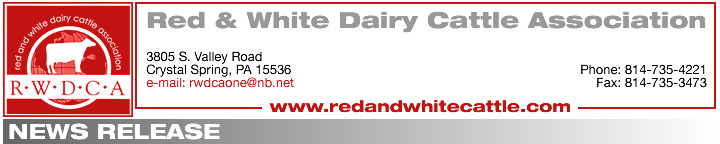 red and white dairy cattle association
R·W·D·C·A
Red & White Dairy Cattle Association
3805 S. Valley Road
Crystal Spring, PA 15536
Phone: 814-735-4221
e-mail: rwdcaone@nb.net
Fax: 814-735-3473
www.redandwhitecattle.com
NEWS RELEASE